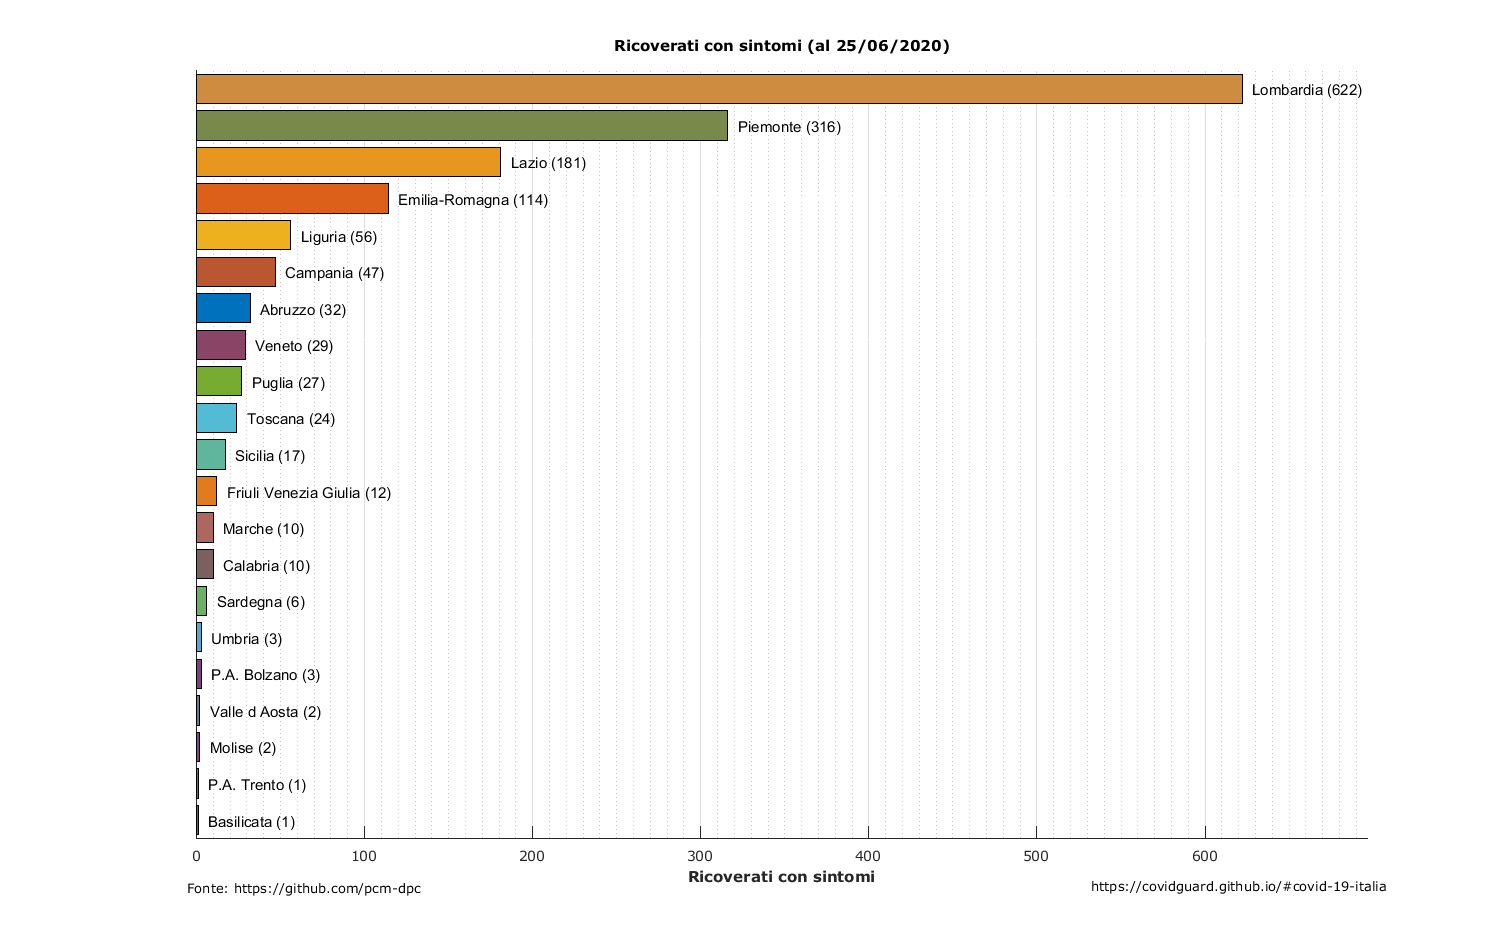 Ricoverati con sintomi (al 25/06/2020)
Lombardia (622)
Piemonte (316)
Lazio (181)
Emilia-Romagna (114)
Liguria (56)
Campania (47)
Abruzzo (32)
Veneto (29)
Puglia (27)
Toscana (24)
Sicilia (17)
Friuli Venezia Giulia (12)
Marche (10)
Calabria (10)
Sardegna (6)
Umbria (3)
P.A. Bolzano (3)
Valle d Aosta (2)
Molise (2)
P.A. Trento (1)
Basilicata (1)
0 100 200 300 400 500 600
Ricoverati con sintomi
Fonte: https://github.com/pcm-dpc
https://covidguard.github.io/#covid-19-italia